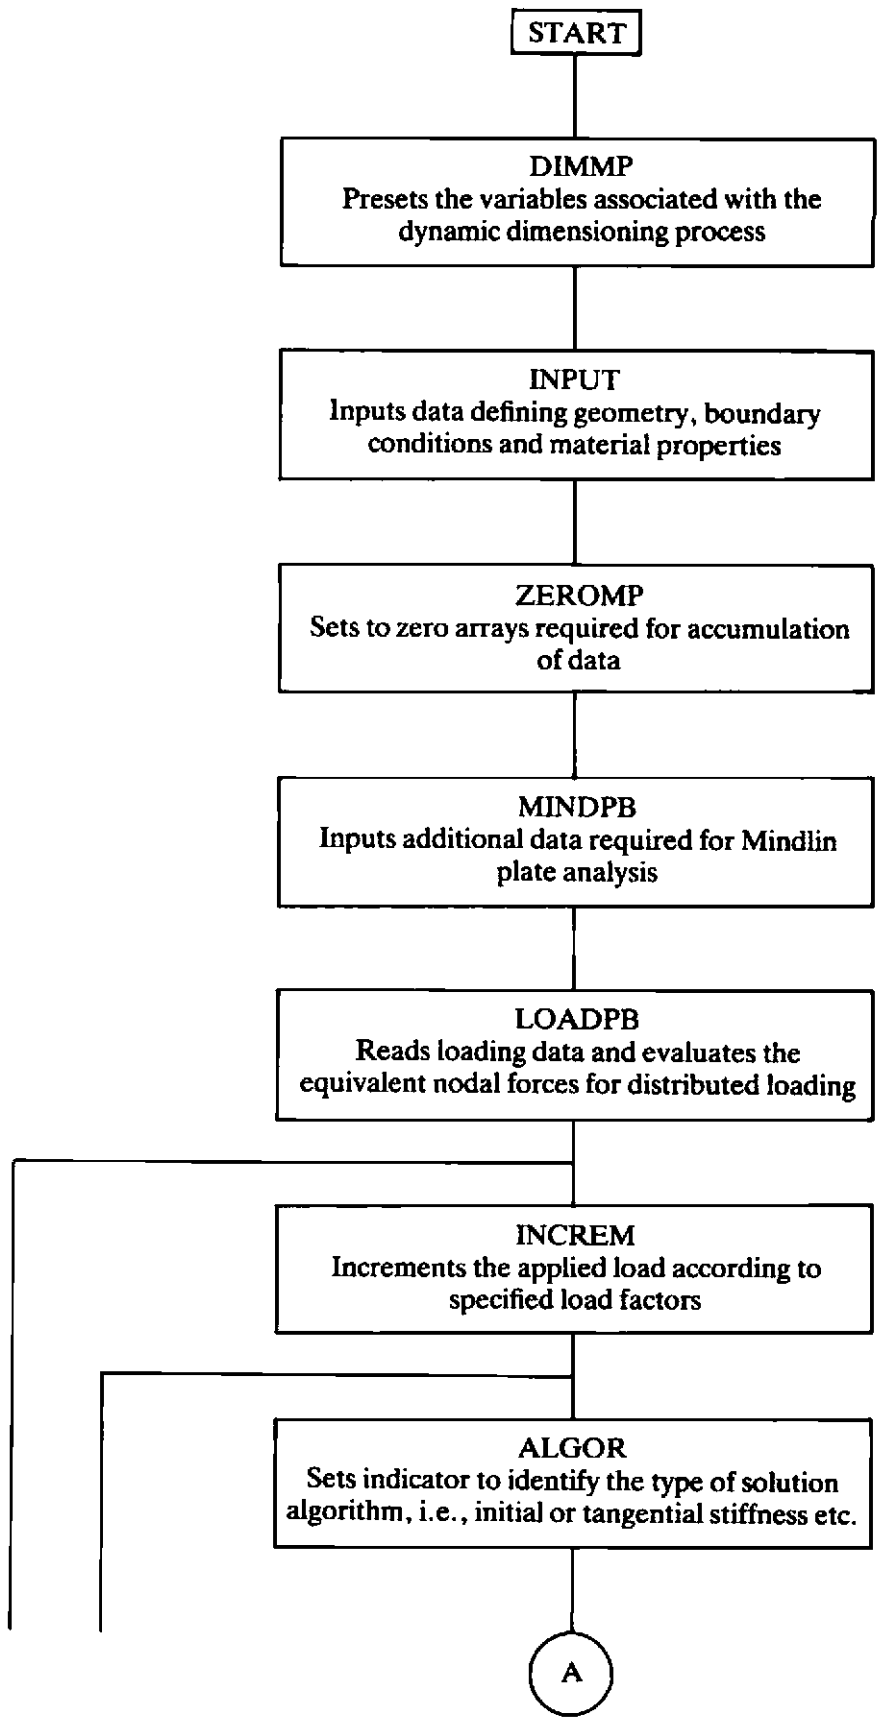 START
DIMMP
Presets the variables associated with the
dynamic dimensioning process
INPUT
Inputs data defining geometry, boundary
conditions and material properties
ZEROMP
Sets to zero arrays required for accumulation
of data
MINDPB
Inputs additional data required for Mindlin
plate analysis
LOADPB
Reads loading data and evaluates the
equivalent nodal forces for distributed loading
INCREM
Increments the applied load according to
specified load factors
ALGOR
Sets indicator to identify the type of solution
algorithm, i.e., initial or tangential stiffness etc.
A